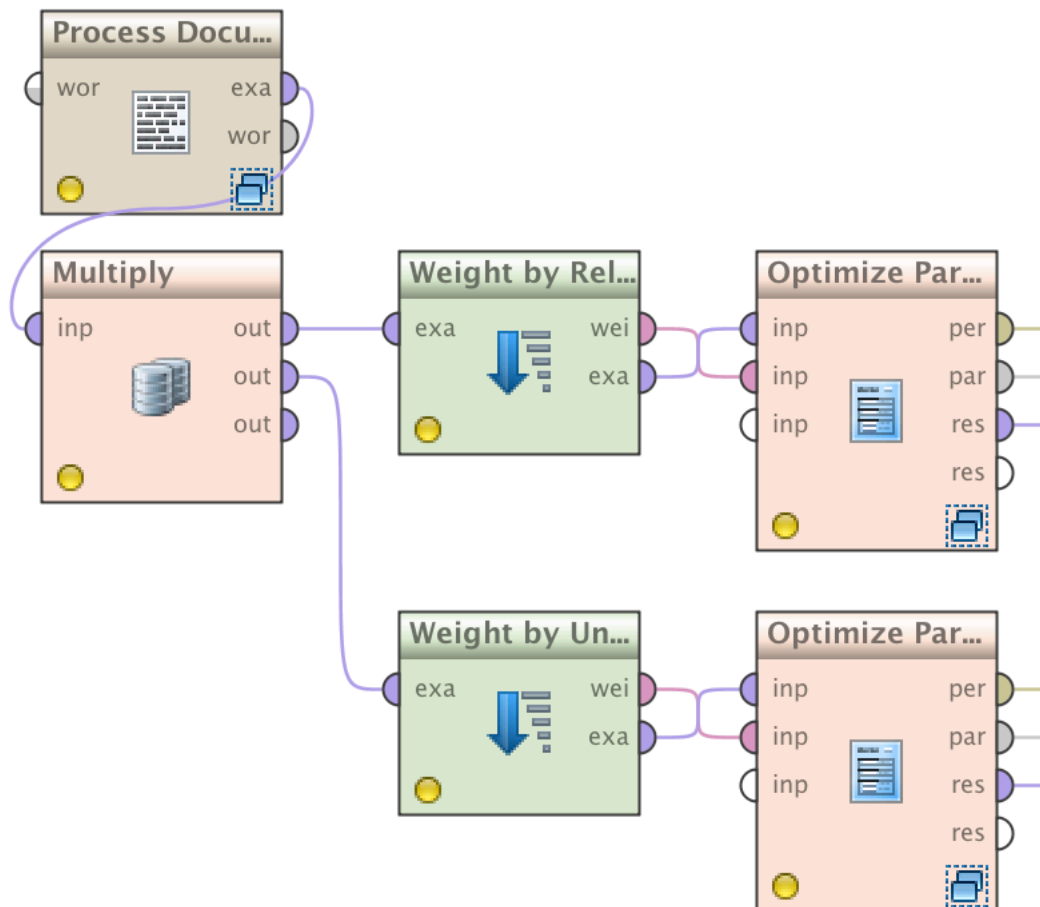 Process Docu...
wor exa
wor
Multiply
inp out
out
out
Weight by Rel...
exa wei
exa
Optimize Par...
inp per
inp par
inp res
res
Weight by Un...
exa wei
exa
Optimize Par...
inp per
inp par
inp res
res